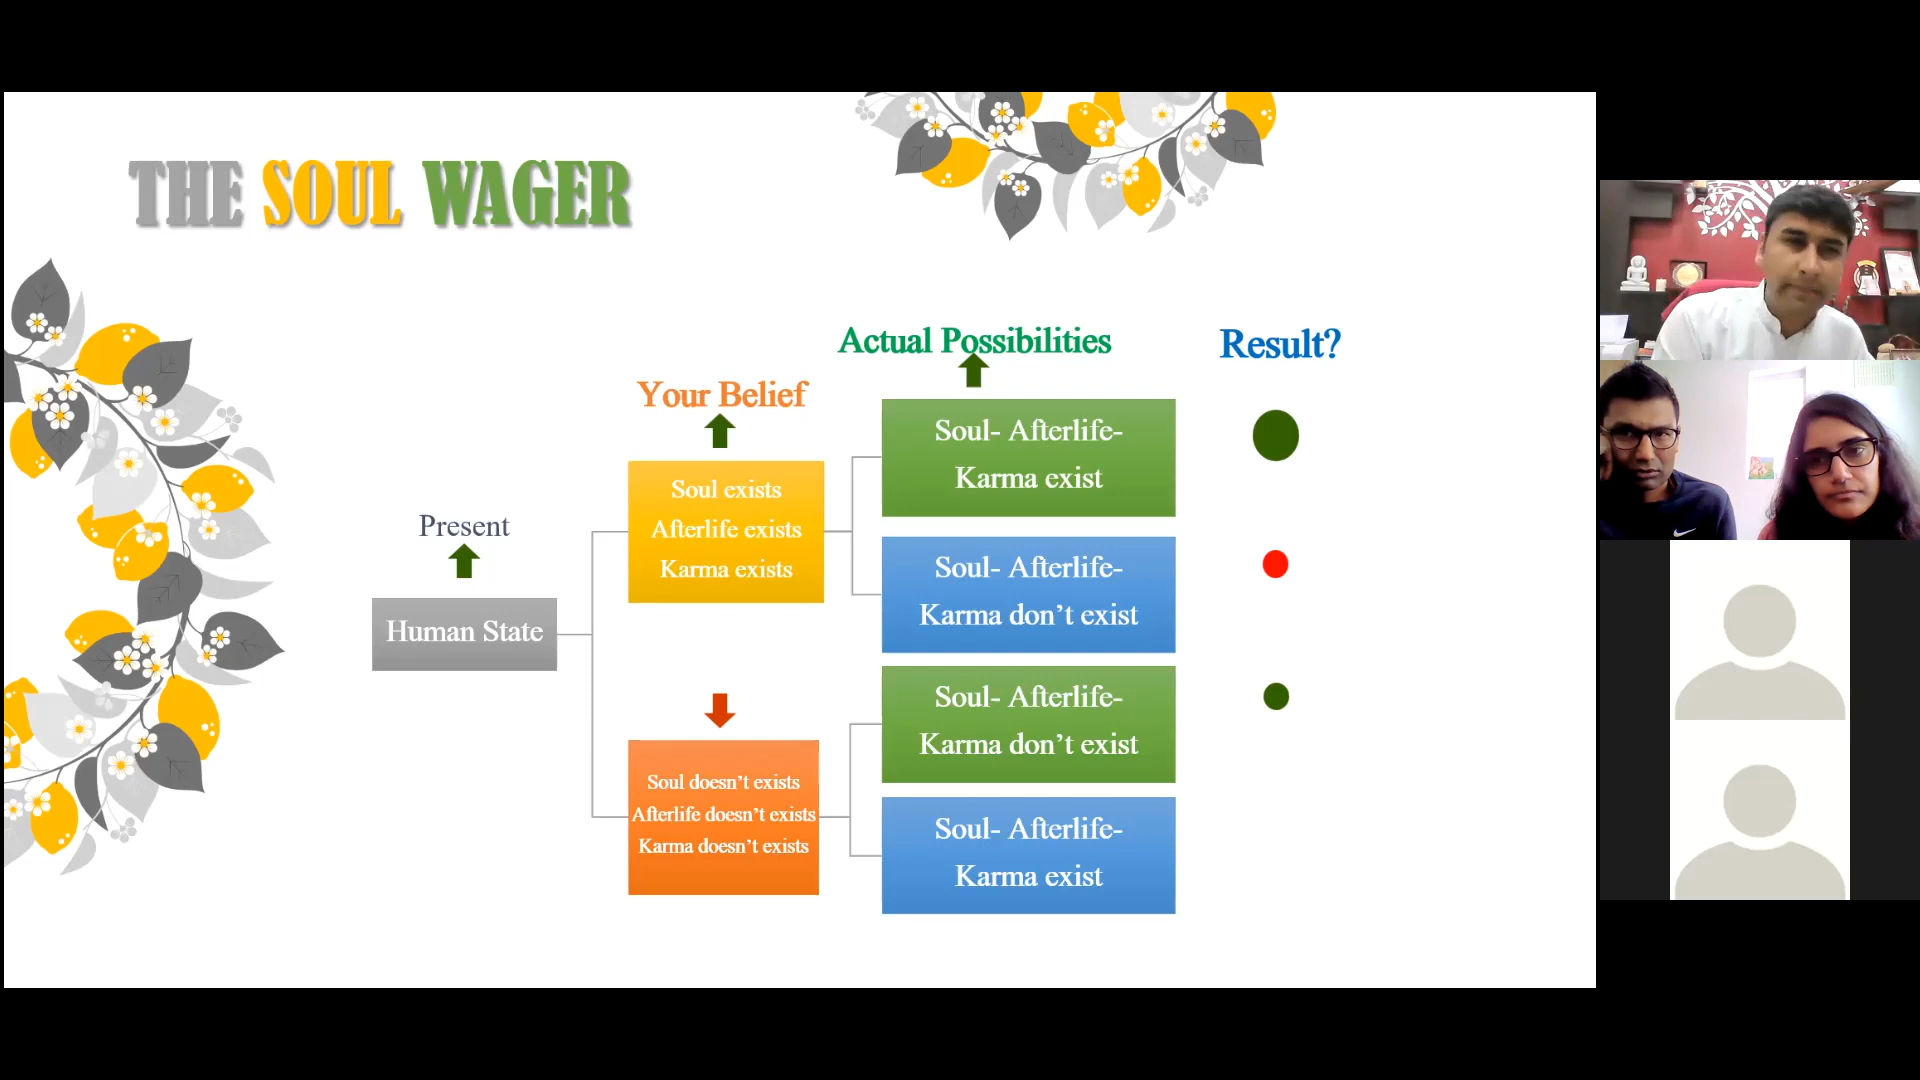 THE SOUL WAGER
Actual Possibilities
Result?
Your Belief
Soul- Afterlife-
Karma exist
Soul exists
Afterlife exists
Karma exists
Present
Soul- Afterlife-
Karma don't exist
Human State
Soul- Afterlife-
Karma don't exist
Soul doesn't exists
Afterlife doesn't exists
Karma doesn't exists
Soul- Afterlife-
Karma exist